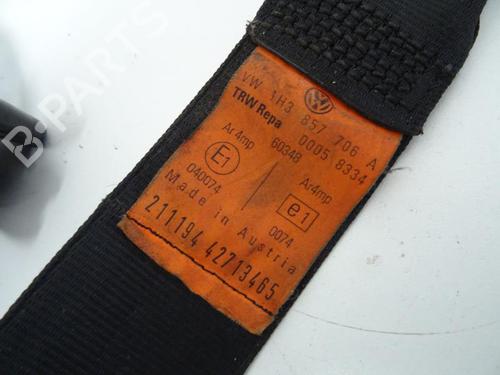 VW 1H3 857 706 A
TRW Repa 0005 8334
Ar4mp 60348 Ar4mp
E1 e1
040074 0074
Made in Austria
211194 42713465